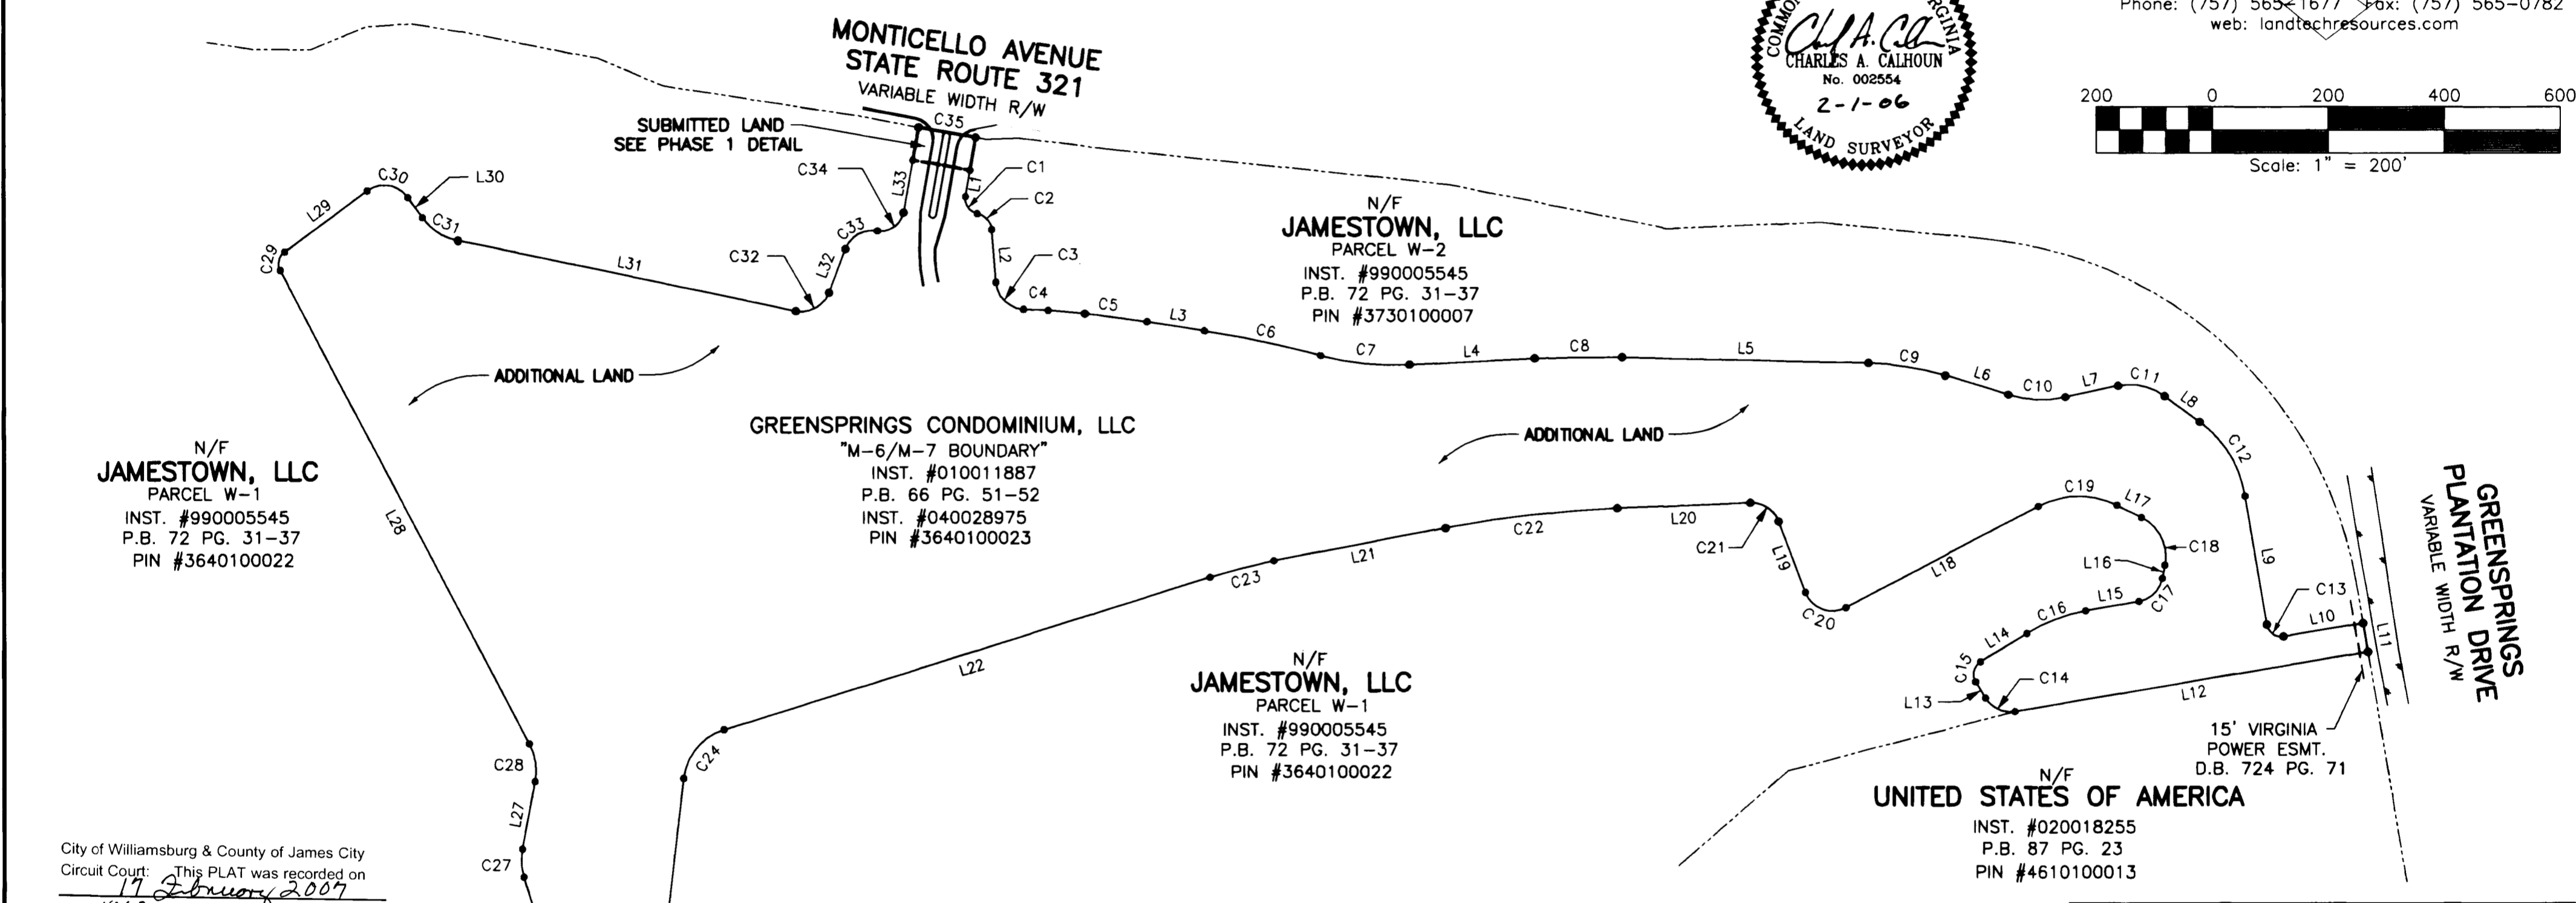 MONTICELLO AVENUE
STATE ROUTE 321
VARIABLE WIDTH R/W
C35
SUBMITTED LAND
SEE PHASE 1 DETAIL
COMMO
VIRGINIA
CHARLES A. CALHOUN
No. 002554
2-1-06
LAND SURVEYOR
Phone: (757) 565-1677 Fax: (757) 565-0782
web: landtechresources.com
200 0 200 400 600
Scale: 1" = 200'
C34
L33
L1
C1
C2
C30
L30
L29
C31
C29
C33
C32
L32
L31
L2
C3
C4
C5
L3
C6
C7
L4
C8
L5
C9
L6
C10
L7
C11
L8
C12
L9
C13
L10
L11
N/F
JAMESTOWN, LLC
PARCEL W-2
INST. #990005545
P.B. 72 PG. 31-37
PIN #3730100007
ADDITIONAL LAND
GREENSPRINGS CONDOMINIUM, LLC
"M-6/M-7 BOUNDARY"
INST. #010011887
P.B. 66 PG. 51-52
INST. #040028975
PIN #3640100023
ADDITIONAL LAND
N/F
JAMESTOWN, LLC
PARCEL W-1
INST. #990005545
P.B. 72 PG. 31-37
PIN #3640100022
L28
C28
L27
C27
C24
L22
C23
L21
C22
L20
C21
L19
C20
L18
C19
L17
C18
L16
C17
L15
C16
L14
C15
L13
C14
L12
GREENSPRINGS
PLANTATION DRIVE
VARIABLE WIDTH R/W
N/F
JAMESTOWN, LLC
PARCEL W-1
INST. #990005545
P.B. 72 PG. 31-37
PIN #3640100022
15' VIRGINIA
POWER ESMT.
D.B. 724 PG. 71
N/F
UNITED STATES OF AMERICA
INST. #020018255
P.B. 87 PG. 23
PIN #4610100013
City of Williamsburg & County of James City
Circuit Court: This PLAT was recorded on
17 February 2007